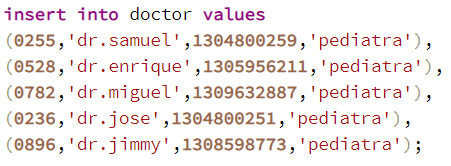 insert into doctor values
(0255,'dr.samuel',1304800259,'pediatra'),
(0528,'dr.enrique',1305956211,'pediatra'),
(0782,'dr.miguel',1309632887,'pediatra'),
(0236,'dr.jose',1304800251,'pediatra'),
(0896,'dr.jimmy',1308598773,'pediatra');